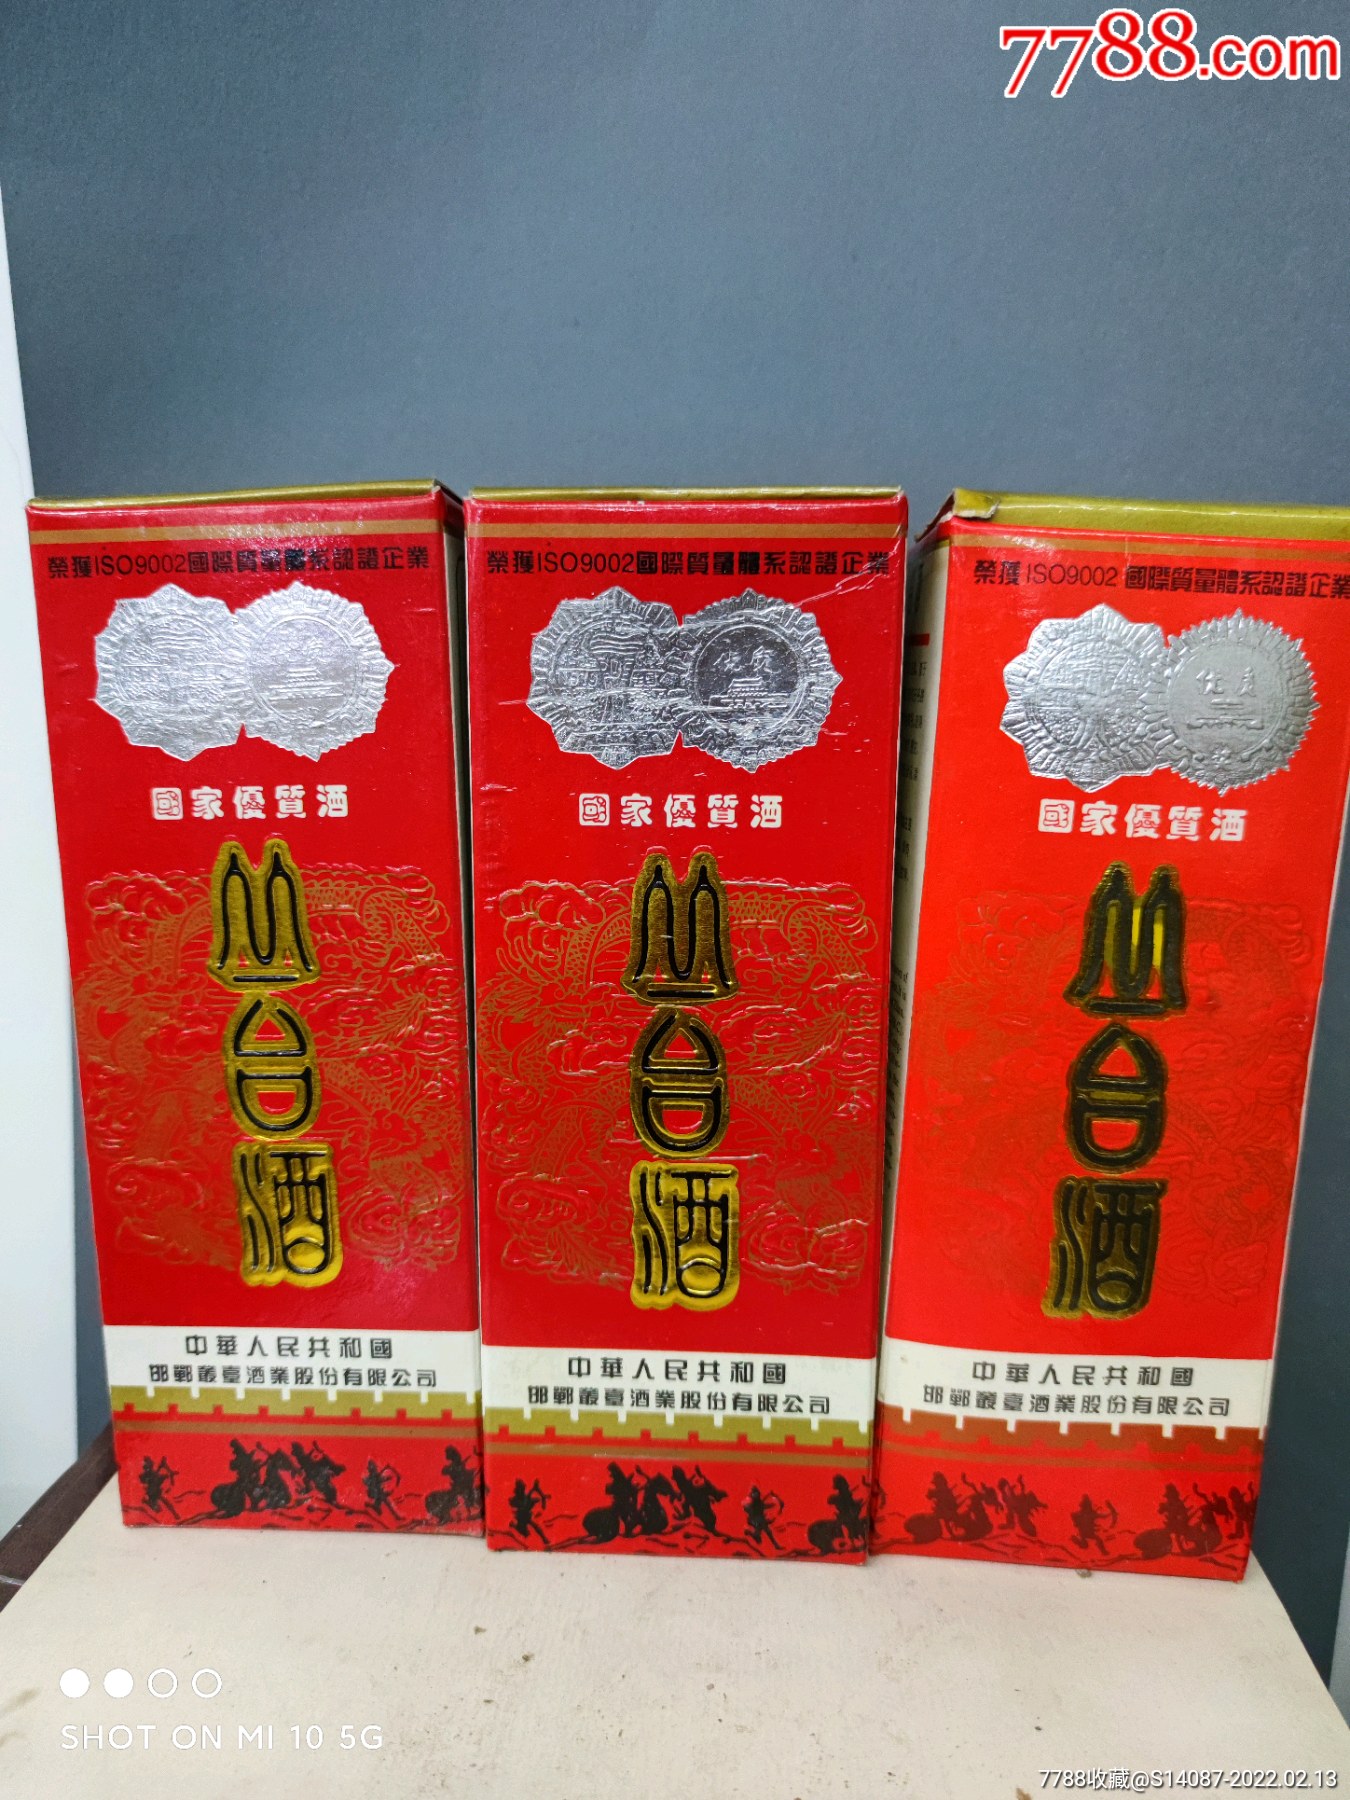 7788.com
榮獲ISO9002國際質量體系認證企業
國家優質酒
丛台酒
中華人民共和國
邯鄲叢臺酒業股份有限公司
榮獲ISO9002國際質量體系認證企業
優質
國家優質酒
丛台酒
中華人民共和國
邯鄲叢臺酒業股份有限公司
榮獲ISO9002國際質量體系認證企業
國家優質酒
丛台酒
中華人民共和國
邯鄲叢臺酒業股份有限公司
SHOT ON MI 10 5G
7788收藏@S14087-2022.02.13